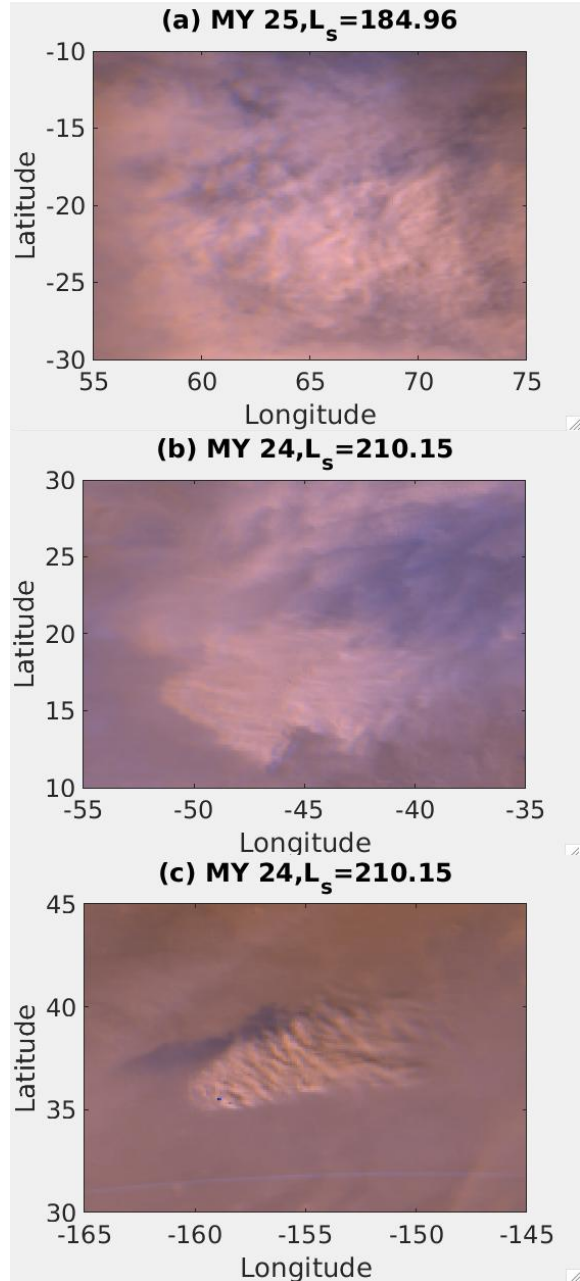 (a) MY 25,Ls=184.96
-10
-15
-20
-25
-30
Latitude
55 60 65 70 75
Longitude
(b) MY 24,Ls=210.15
30
25
20
15
10
Latitude
-55 -50 -45 -40 -35
Longitude
(c) MY 24,Ls=210.15
45
40
35
30
Latitude
-165 -160 -155 -150 -145
Longitude